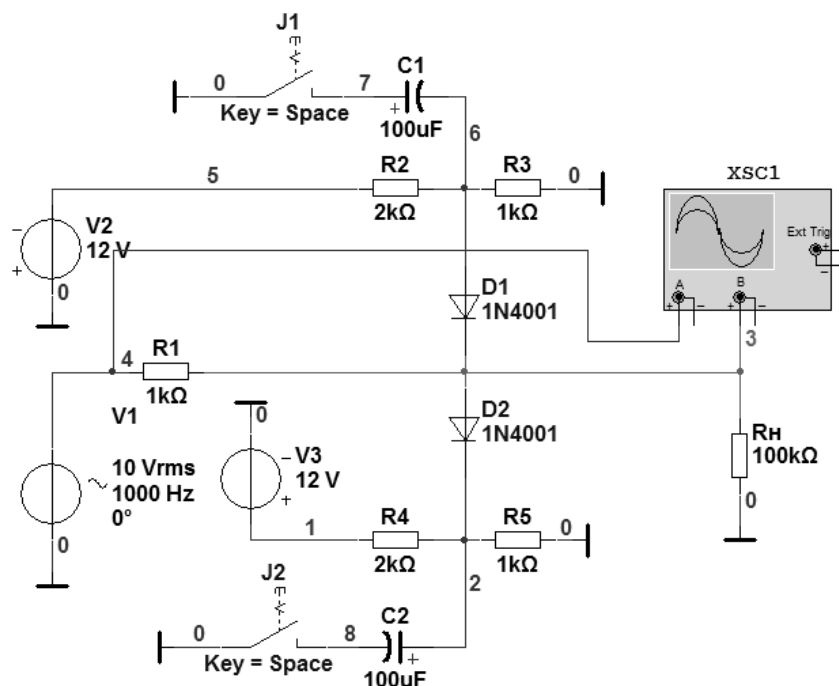 J1
0
7
C1
Key = Space
+
100uF
6
5
R2
R3
0
XSC1
2kΩ
1kΩ
Ext Trig
+
−
−
V2
12 V
+
0
A
B
+ − + −
D1
1N4001
3
4
R1
1kΩ
V1
0
D2
1N4001
Rн
100kΩ
10 Vrms
1000 Hz
0°
V3
−
12 V
+
0
0
1
R4
R5
0
2kΩ
1kΩ
2
J2
0
8
C2
Key = Space
+
100uF